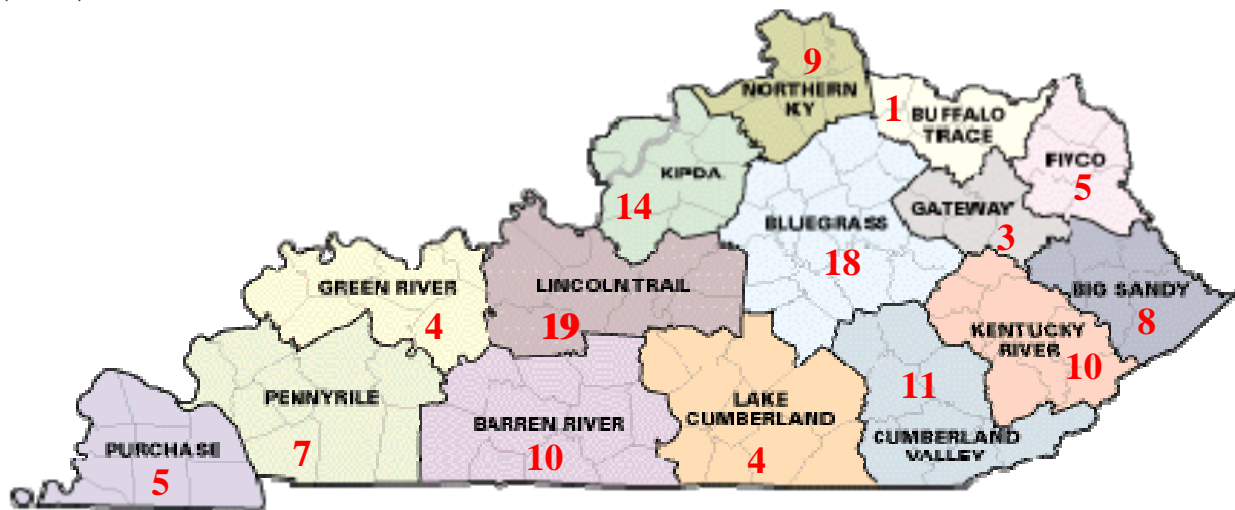 9
NORTHERN
KY
1
BUFFALO
TRACE
FIVCO
5
KIPDA
14
BLUEGRASS
18
GATEWAY
3
GREEN RIVER
4
LINCOLN TRAIL
19
BIG SANDY
8
KENTUCKY
RIVER
10
PENNYRILE
7
BARREN RIVER
10
LAKE
CUMBERLAND
4
11
CUMBERLAND
VALLEY
PURCHASE
5